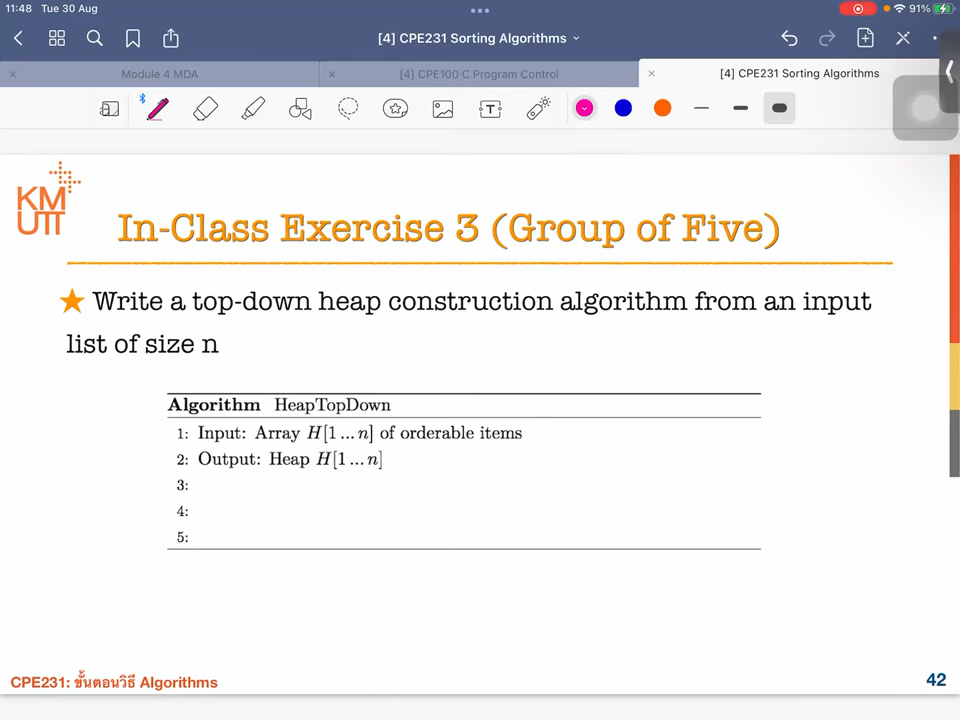 11:48 Tue 30 Aug 91%
[4] CPE231 Sorting Algorithms
Module 4 MDA [4] CPE100 C Program Control [4] CPE231 Sorting Algorithms
KM
UTT
In-Class Exercise 3 (Group of Five)
★ Write a top-down heap construction algorithm from an input
list of size n
Algorithm HeapTopDown
1: Input: Array H[1...n] of orderable items
2: Output: Heap H[1...n]
3:
4:
5:
CPE231: ขั้นตอนวิธี Algorithms 42